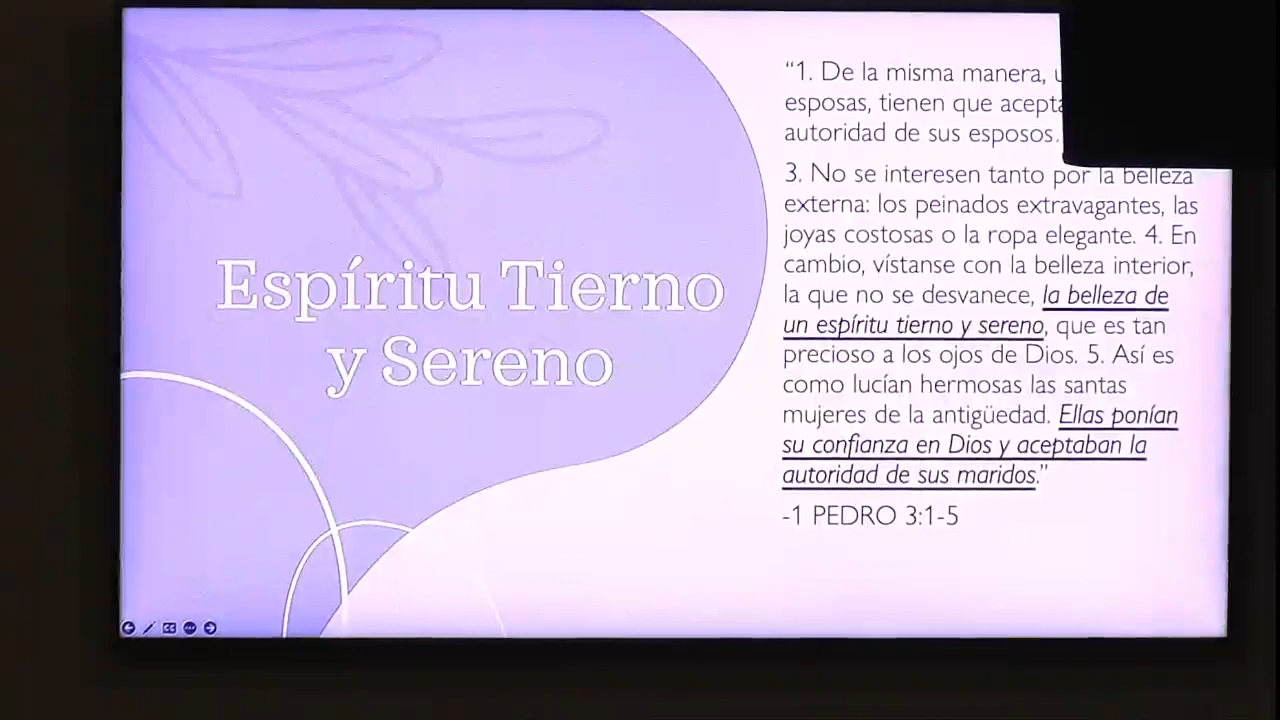 Espíritu Tierno
y Sereno
“1. De la misma manera,
esposas, tienen que
autoridad de sus esposos.
3. No se interesen tanto por la belleza
externa: los peinados extravagantes, las
joyas costosas o la ropa elegante. 4. En
cambio, vístanse con la belleza interior,
la que no se desvanece, la belleza de
un espíritu tierno y sereno, que es tan
precioso a los ojos de Dios. 5. Así es
como lucían hermosas las santas
mujeres de la antigüedad. Ellas ponían
su confianza en Dios y aceptaban la
autoridad de sus maridos.”
-1 PEDRO 3:1-5